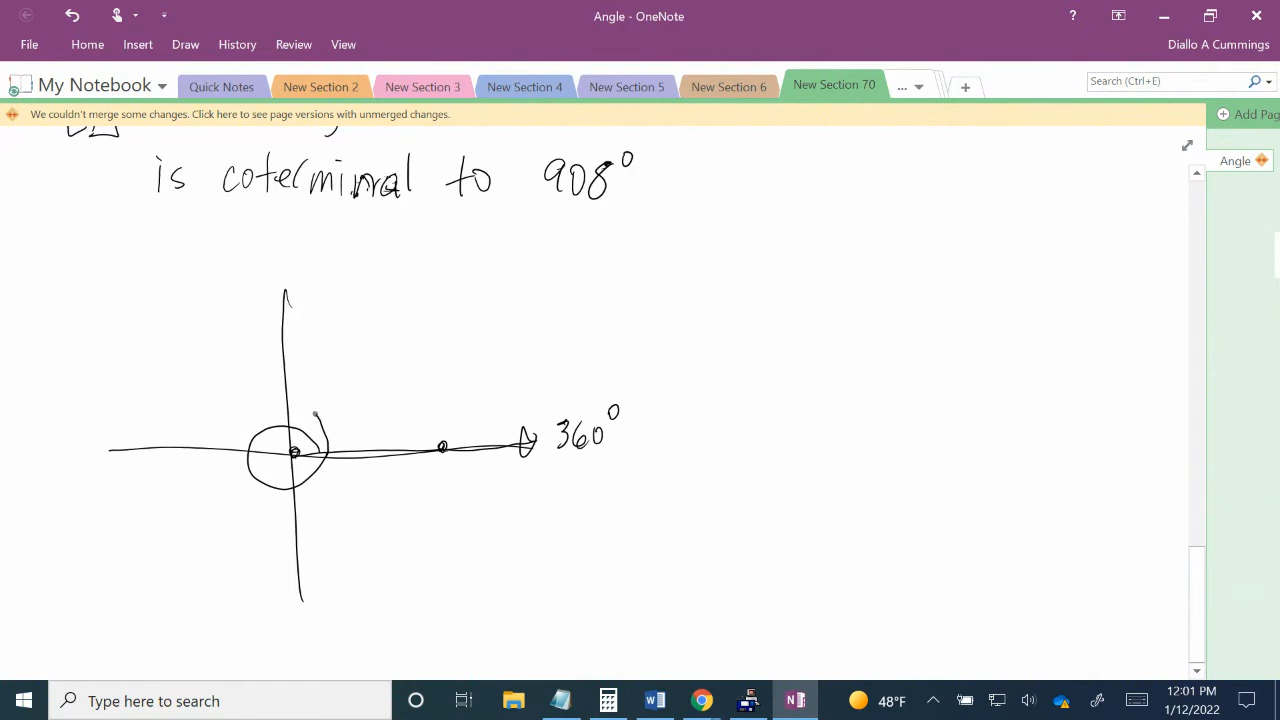 Angle - OneNote
?
File Home Insert Draw History Review View
Diallo A Cummings
My Notebook
Quick Notes
New Section 2
New Section 3
New Section 4
New Section 5
New Section 6
New Section 70
...
Search (Ctrl+E)
We couldn't merge some changes. Click here to see page versions with unmerged changes.
Add Pag
Angle
is coterminal to 908°
360°
Type here to search
48°F
12:01 PM
1/12/2022